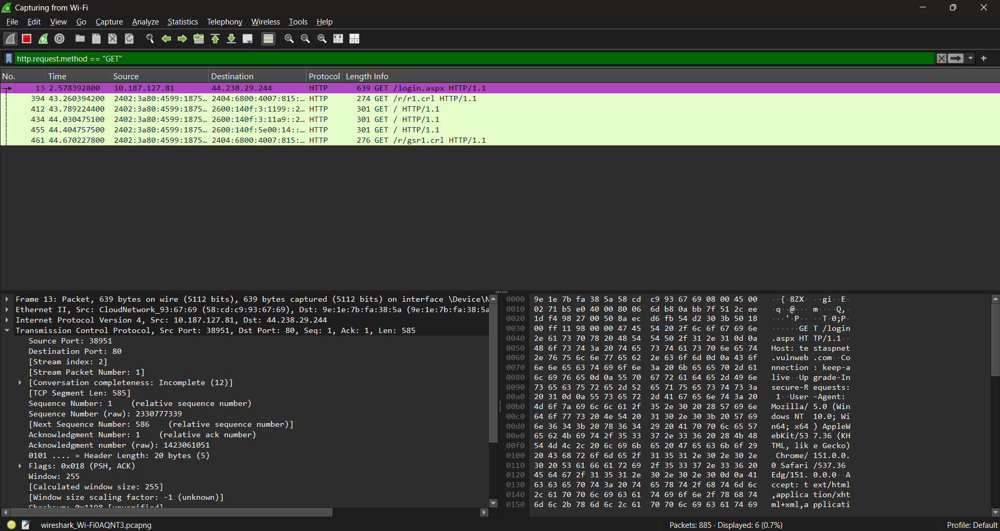 Capturing from Wi-Fi
File Edit View Go Capture Analyze Statistics Telephony Wireless Tools Help
http.request.method == "GET"
No. Time Source Destination Protocol Length Info
13 2.578392800 10.187.127.81 44.238.29.244 HTTP 639 GET /login.aspx HTTP/1.1
394 43.260394200 2402:3a80:4599:1875… 2404:6800:4007:815:… HTTP 274 GET /r/r1.crl HTTP/1.1
412 43.789224400 2402:3a80:4599:1875… 2600:140f:3:1199::2… HTTP 301 GET / HTTP/1.1
434 44.030475100 2402:3a80:4599:1875… 2600:140f:3:11a9::2… HTTP 301 GET / HTTP/1.1
455 44.404757500 2402:3a80:4599:1875… 2600:140f:5e00:14::… HTTP 301 GET / HTTP/1.1
461 44.670227800 2402:3a80:4599:1875… 2404:6800:4007:815:… HTTP 276 GET /r/gsr1.crl HTTP/1.1
Frame 13: Packet, 639 bytes on wire (5112 bits), 639 bytes captured (5112 bits) on interface \Device\N
Ethernet II, Src: CloudNetwork_93:67:69 (58:cd:c9:93:67:69), Dst: 9e:1e:7b:fa:38:5a (9e:1e:7b:fa:38:5a
Internet Protocol Version 4, Src: 10.187.127.81, Dst: 44.238.29.244
Transmission Control Protocol, Src Port: 38951, Dst Port: 80, Seq: 1, Ack: 1, Len: 585
Source Port: 38951
Destination Port: 80
[Stream index: 2]
[Stream Packet Number: 1]
[Conversation completeness: Incomplete (12)]
[TCP Segment Len: 585]
Sequence Number: 1 (relative sequence number)
Sequence Number (raw): 2330777339
[Next Sequence Number: 586 (relative sequence number)]
Acknowledgment Number: 1 (relative ack number)
Acknowledgment number (raw): 1423061051
0101 .... = Header Length: 20 bytes (5)
Flags: 0x018 (PSH, ACK)
Window: 255
[Calculated window size: 255]
[Window size scaling factor: -1 (unknown)]
Checksum: 0x1198 [unverified]
0000 9e 1e 7b fa 38 5a 58 cd c9 93 67 69 08 00 45 00 ··{·8ZX· ··gi··E·
0010 02 71 b5 e0 40 00 80 06 6d b8 0a bb 7f 51 2c ee ·q··@··· m····Q,·
0020 1d f4 98 27 00 50 8a ec d6 fb 54 d2 30 3b 50 18 ···'·P·· ··T·0;P·
0030 00 ff 11 98 00 00 47 45 54 20 2f 6c 6f 67 69 6e ······GE T /login
0040 2e 61 73 70 78 20 48 54 54 50 2f 31 2e 31 0d 0a .aspx HT TP/1.1··
0050 48 6f 73 74 3a 20 74 65 73 74 61 73 70 6e 65 74 Host: te staspnet
0060 2e 76 75 6c 6e 77 65 62 2e 63 6f 6d 0d 0a 43 6f .vulnweb .com··Co
0070 6e 6e 65 63 74 69 6f 6e 3a 20 6b 65 65 70 2d 61 nnection : keep-a
0080 6c 69 76 65 0d 0a 55 70 67 72 61 64 65 2d 49 6e live··Up grade-In
0090 73 65 63 75 72 65 2d 52 65 71 75 65 73 74 73 3a secure-R equests:
00a0 20 31 0d 0a 55 73 65 72 2d 41 67 65 6e 74 3a 20 1··User -Agent:
00b0 4d 6f 7a 69 6c 6c 61 2f 35 2e 30 20 28 57 69 6e Mozilla/ 5.0 (Win
00c0 64 6f 77 73 20 4e 54 20 31 30 2e 30 3b 20 57 69 dows NT 10.0; Wi
00d0 6e 36 34 3b 20 78 36 34 29 20 41 70 70 6c 65 57 n64; x64 ) AppleW
00e0 65 62 4b 69 74 2f 35 33 37 2e 33 36 20 28 4b 48 ebKit/53 7.36 (KH
00f0 54 4d 4c 2c 20 6c 69 6b 65 20 47 65 63 6b 6f 29 TML, lik e Gecko)
0100 20 43 68 72 6f 6d 65 2f 31 35 31 2e 30 2e 30 2e Chrome/ 151.0.0.
0110 30 20 53 61 66 61 72 69 2f 35 33 37 2e 33 36 20 0 Safari /537.36
0120 45 64 67 2f 31 35 31 2e 30 2e 30 2e 30 0d 0a 41 Edg/151. 0.0.0··A
0130 63 63 65 70 74 3a 20 74 65 78 74 2f 68 74 6d 6c ccept: t ext/html
0140 2c 61 70 70 6c 69 63 61 74 69 6f 6e 2f 78 68 74 ,applica tion/xht
0150 6d 6c 2b 78 6d 6c 2c 61 70 70 6c 69 63 61 74 69 ml+xml,a pplicati
wireshark_Wi-Fi0AQNT3.pcapng
Packets: 885 · Displayed: 6 (0.7%)
Profile: Default